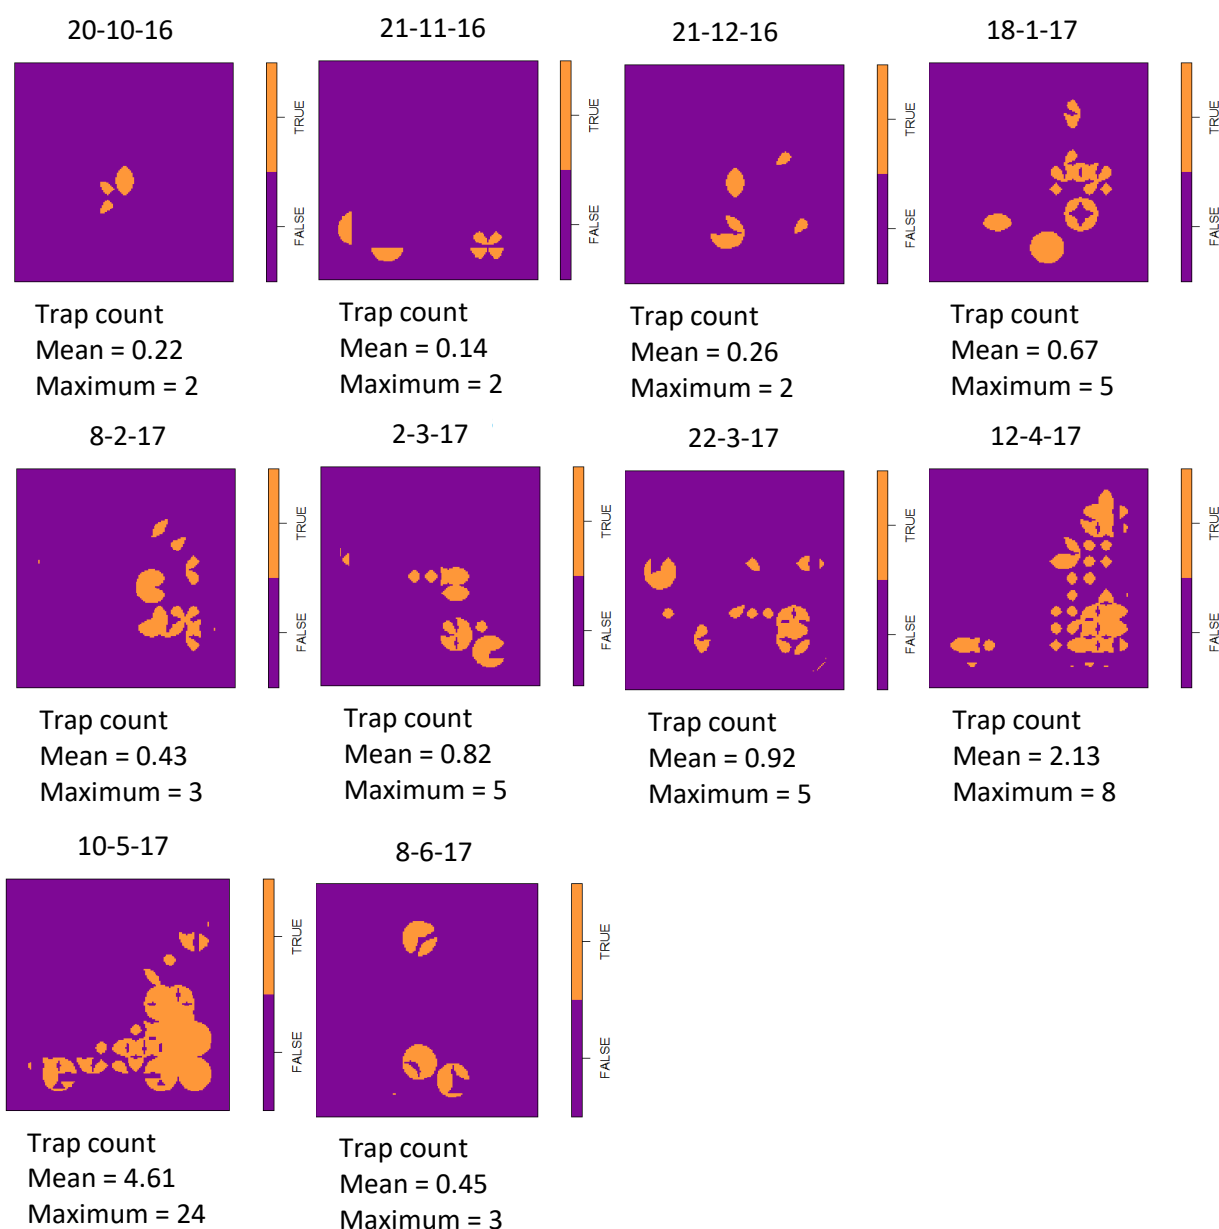 20-10-16
21-11-16
21-12-16
18-1-17
TRUE
FALSE
TRUE
FALSE
TRUE
FALSE
TRUE
FALSE
Trap count
Mean = 0.22
Maximum = 2
Trap count
Mean = 0.14
Maximum = 2
Trap count
Mean = 0.26
Maximum = 2
Trap count
Mean = 0.67
Maximum = 5
8-2-17
2-3-17
22-3-17
12-4-17
TRUE
FALSE
TRUE
FALSE
TRUE
FALSE
TRUE
FALSE
Trap count
Mean = 0.43
Maximum = 3
Trap count
Mean = 0.82
Maximum = 5
Trap count
Mean = 0.92
Maximum = 5
Trap count
Mean = 2.13
Maximum = 8
10-5-17
8-6-17
TRUE
FALSE
TRUE
FALSE
Trap count
Mean = 4.61
Maximum = 24
Trap count
Mean = 0.45
Maximum = 3